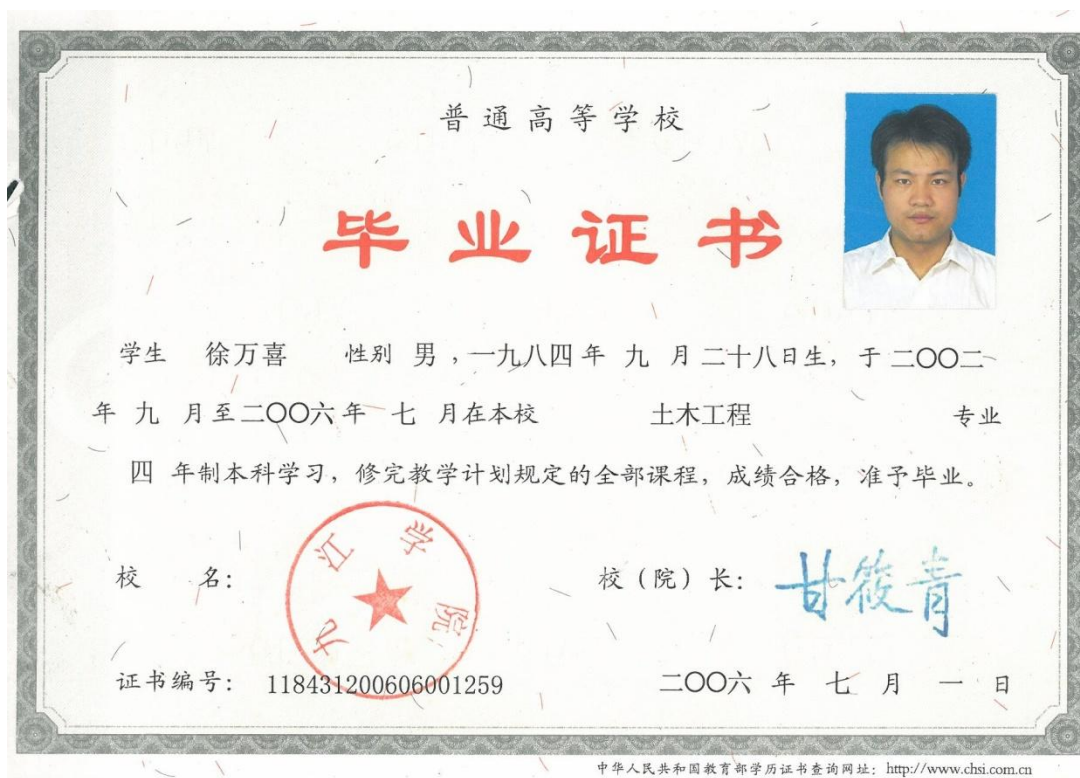 普通高等学校
毕业证书
学生 徐万喜 性别 男，一九八四年 九 月二十八日生，于二〇〇二
年 九 月至二〇〇六年 七 月在本校 土木工程 专业
四 年制本科学习，修完教学计划规定的全部课程，成绩合格，准予毕业。
九江学院
校 名： 校（院）长： 甘筱青
证书编号： 118431200606001259 二〇〇六 年 七 月 一 日
中华人民共和国教育部学历证书查询网址：http://www.chsi.com.cn